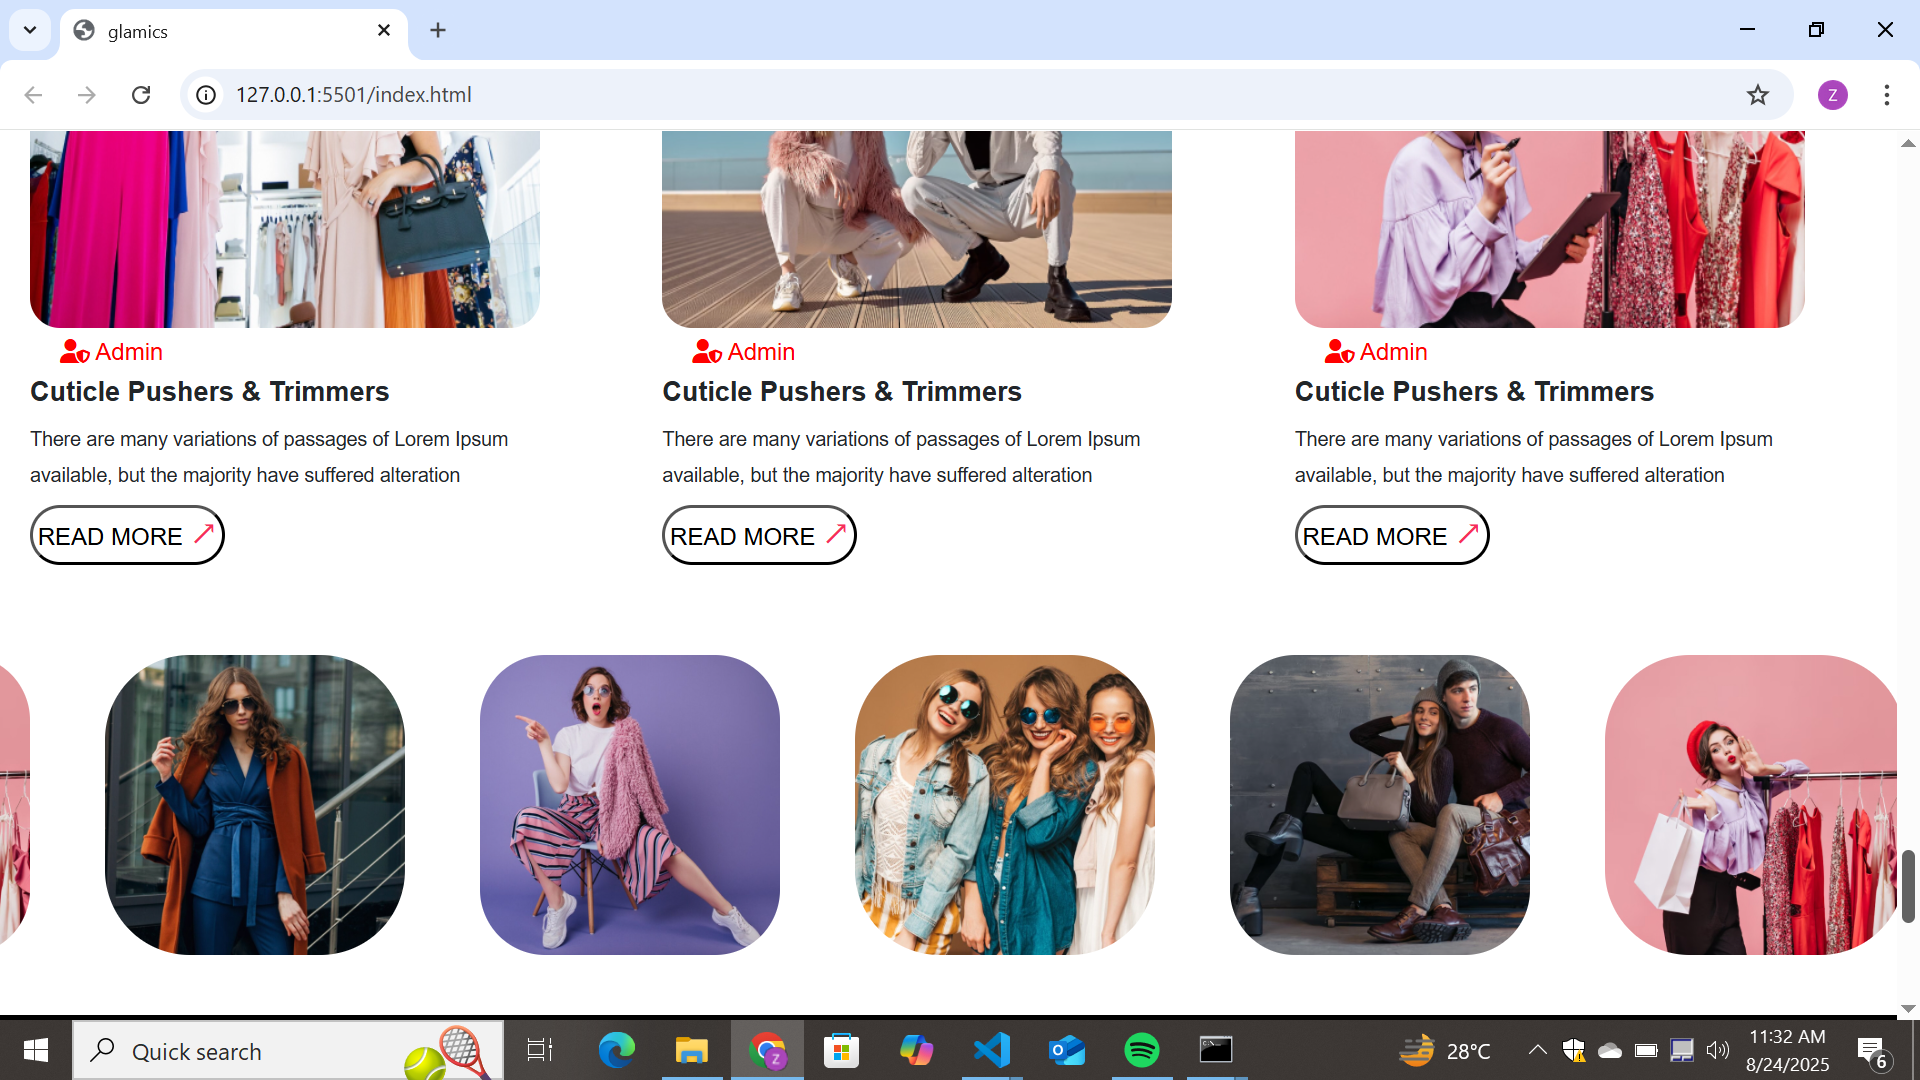 glamics
127.0.0.1:5501/index.html
Z
Admin
Cuticle Pushers & Trimmers
There are many variations of passages of Lorem Ipsum
available, but the majority have suffered alteration
READ MORE
Admin
Cuticle Pushers & Trimmers
There are many variations of passages of Lorem Ipsum
available, but the majority have suffered alteration
READ MORE
Admin
Cuticle Pushers & Trimmers
There are many variations of passages of Lorem Ipsum
available, but the majority have suffered alteration
READ MORE
Quick search
Z
28°C
11:32 AM
8/24/2025
6